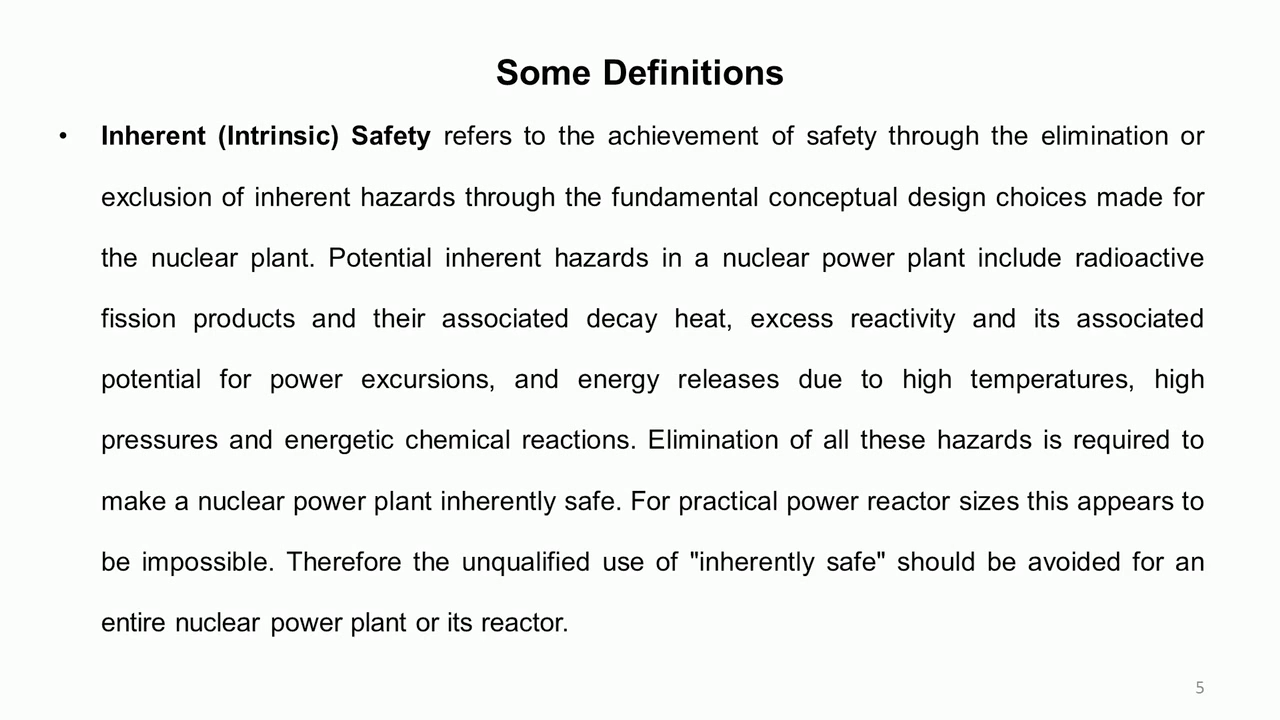 Some Definitions
• Inherent (Intrinsic) Safety refers to the achievement of safety through the elimination or
exclusion of inherent hazards through the fundamental conceptual design choices made for
the nuclear plant. Potential inherent hazards in a nuclear power plant include radioactive
fission products and their associated decay heat, excess reactivity and its associated
potential for power excursions, and energy releases due to high temperatures, high
pressures and energetic chemical reactions. Elimination of all these hazards is required to
make a nuclear power plant inherently safe. For practical power reactor sizes this appears to
be impossible. Therefore the unqualified use of "inherently safe" should be avoided for an
entire nuclear power plant or its reactor.
5